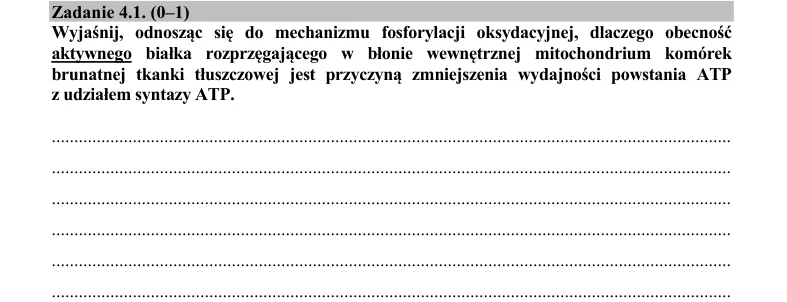 Zadanie 4.1. (0–1)
Wyjaśnij, odnosząc się do mechanizmu fosforylacji oksydacyjnej, dlaczego obecność
aktywnego białka rozprzęgającego w błonie wewnętrznej mitochondrium komórek
brunatnej tkanki tłuszczowej jest przyczyną zmniejszenia wydajności powstania ATP
z udziałem syntazy ATP.